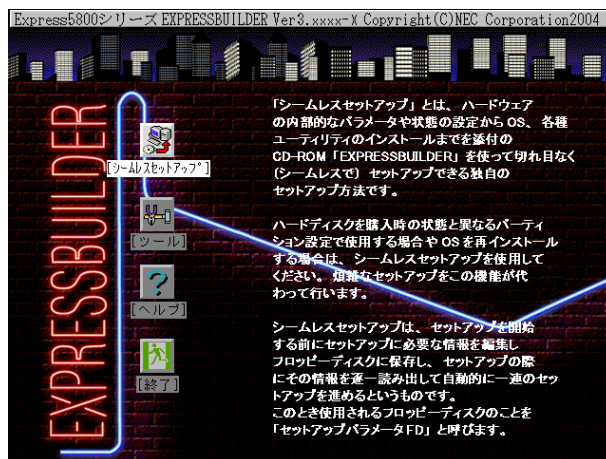 Express5800シリーズ EXPRESSBUILDER Ver3.xxxx-X Copyright(C)NEC Corporation2004
EXPRESSBUILDER
[シームレスセットアップ]
[ツール]
[ヘルプ]
[終了]
「シームレスセットアップ」とは、ハードウェア
の内部的なパラメータや状態の設定から OS、各種
ユーティリティのインストールまでを添付の
CD-ROM「EXPRESSBUILDER」を使って切れ目なく
(シームレスで) セットアップできる独自の
セットアップ方法です。
ハードディスクを購入時の状態と異なるパーティ
ション設定で使用する場合や OS を再インストール
する場合は、シームレスセットアップを使用して
ください。煩雑なセットアップをこの機能が代
わって行います。
シームレスセットアップは、セットアップを開始
する前にセットアップに必要な情報を編集し
フロッピーディスクに保存し、セットアップの際
にその情報を逐一読み出して自動的に一連のセッ
トアップを進めるというものです。
このとき使用されるフロッピーディスクのことを
「セットアップパラメータ FD」と呼びます。